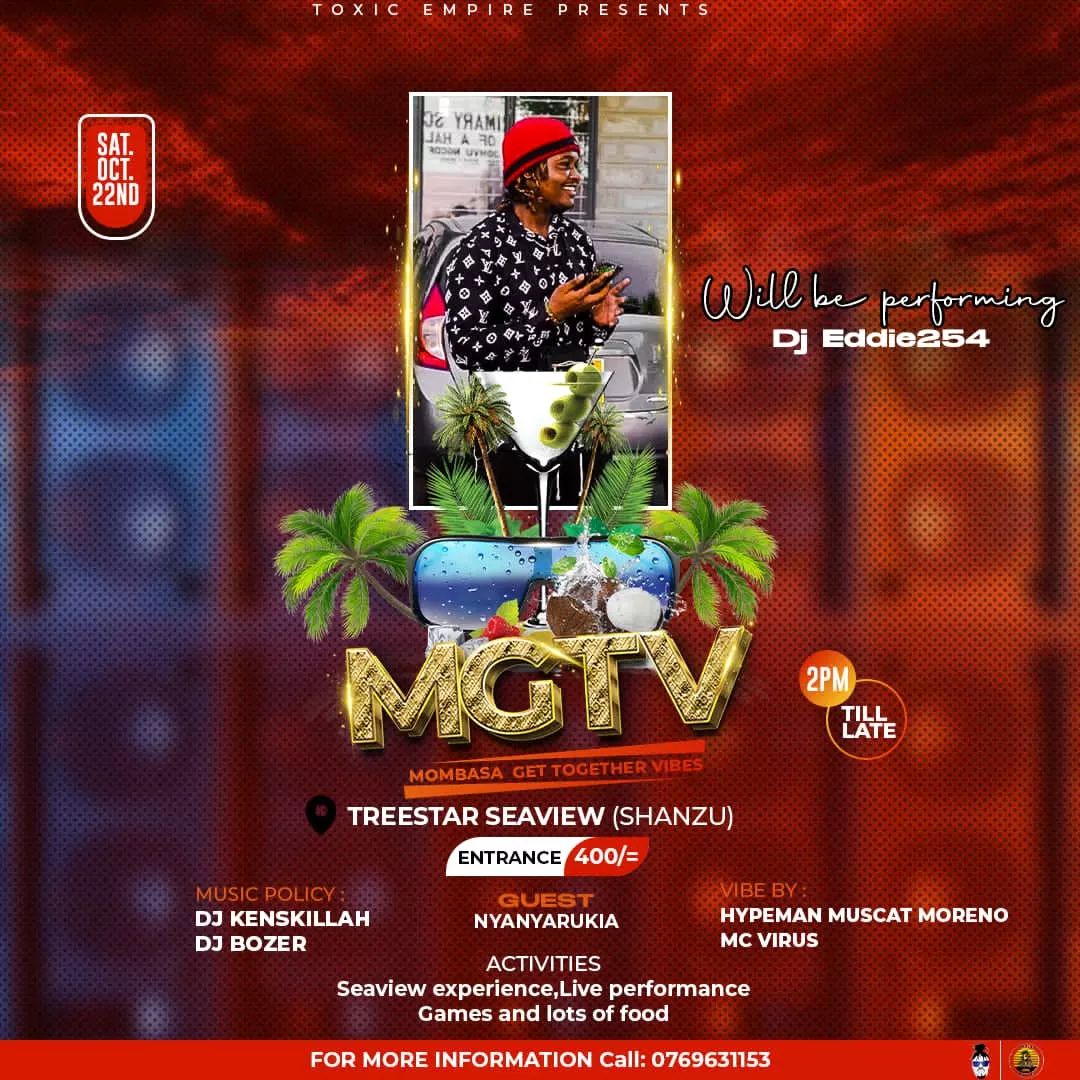 TOXIC EMPIRE PRESENTS
SAT.
OCT.
22ND
Will be performing
Dj Eddie254
MGTV
MOMBASA GET TOGETHER VIBES
2PM
TILL
LATE
TREESTAR SEAVIEW (SHANZU)
ENTRANCE 400/=
MUSIC POLICY :
DJ KENSKILLAH
DJ BOZER
GUEST
NYANYARUKIA
VIBE BY :
HYPEMAN MUSCAT MORENO
MC VIRUS
ACTIVITIES
Seaview experience,Live performance
Games and lots of food
FOR MORE INFORMATION Call: 0769631153